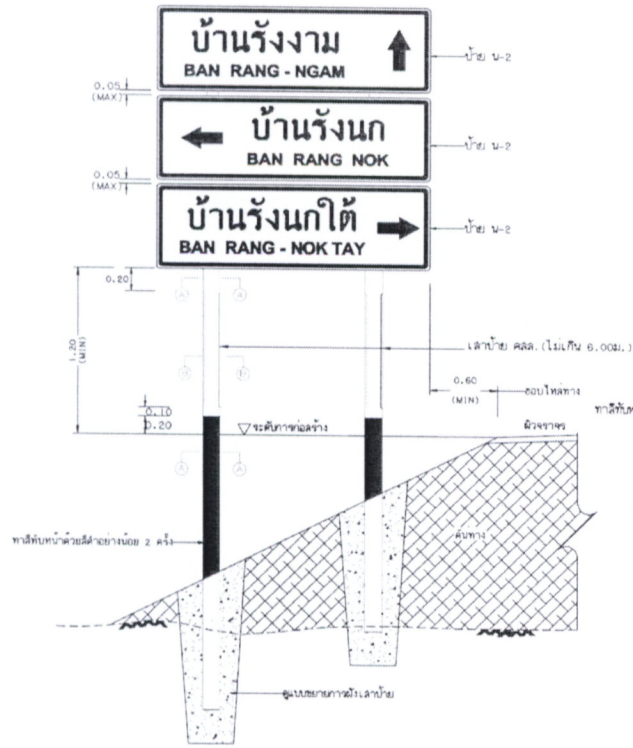 บ้านรังงาม
BAN RANG - NGAM
ป้าย น-2
0.05
(MAX)
บ้านรังนก
BAN RANG NOK
ป้าย น-2
0.05
(MAX)
บ้านรังนกใต้
BAN RANG - NOK TAY
ป้าย น-2
0.20
A
A
1.20
(MIN)
เสาป้าย คสล. (ไม่เกิน 6.00ม.)
0.60
(MIN)
ขอบไหล่ทาง
ทาสีทับห
0.10
0.20
ระดับการก่อสร้าง
ผิวจราจร
A
A
คันทาง
ทาสีทับหน้าด้วยสีดำอย่างน้อย 2 ครั้ง
ดูแบบขยายการฝังเสาป้าย